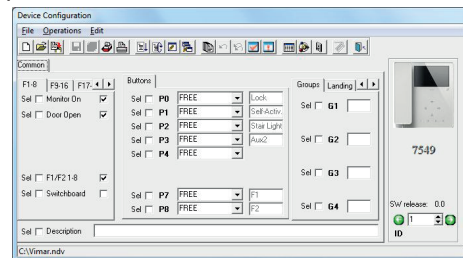 Device Configuration
File Operations Edit
Common
F1-8 F9-16 F17-
Sel Monitor On
Sel Door Open
Sel F1/F2 1-8
Sel Switchboard
Buttons
Sel P0 FREE Lock
Sel P1 FREE Self-Activ.
Sel P2 FREE Stair Light
Sel P3 FREE Aux2
Sel P4 FREE
Sel P7 FREE F1
Sel P8 FREE F2
Groups Landing
Sel G1
Sel G2
Sel G3
Sel G4
7549
SW release: 0.0
1
ID
Sel Description
C:\Vimar.ndv